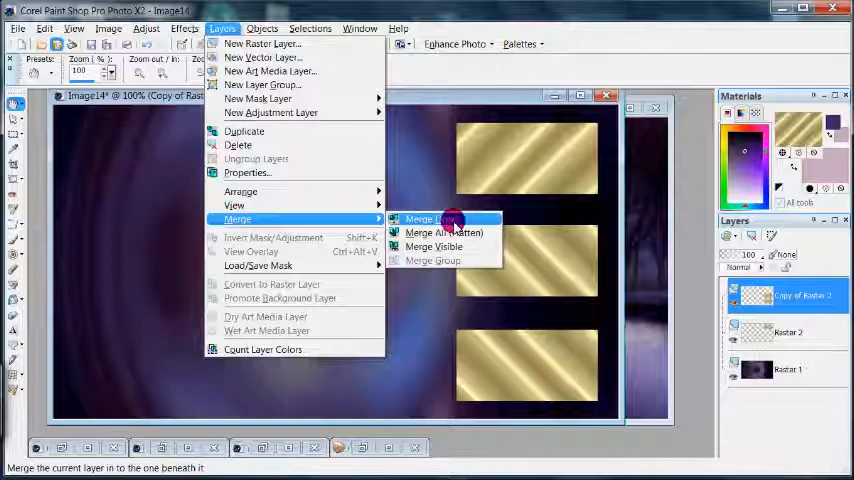 Corel Paint Shop Pro Photo X2 - Image14*
File Edit View Image Adjust Effects Layers Objects Selections Window Help
Presets: Zoom (%): Zoom out / in:
100
Enhance Photo Palettes
New Raster Layer...
New Vector Layer...
New Art Media Layer...
New Layer Group...
New Mask Layer
New Adjustment Layer
Duplicate
Delete
Ungroup Layers
Properties...
Arrange
View
Merge
Invert Mask/Adjustment Shift+K
View Overlay Ctrl+Alt+V
Load/Save Mask
Convert to Raster Layer
Promote Background Layer
Dry Art Media Layer
Wet Art Media Layer
Count Layer Colors
Merge
Merge All (Flatten)
Merge Visible
Merge Group
Image14* @ 100% (Copy of Rast
Materials
All tools
Layers
100 None
Normal
Copy of Raster 2
Raster 2
Raster 1
Merge the current layer in to the one beneath it